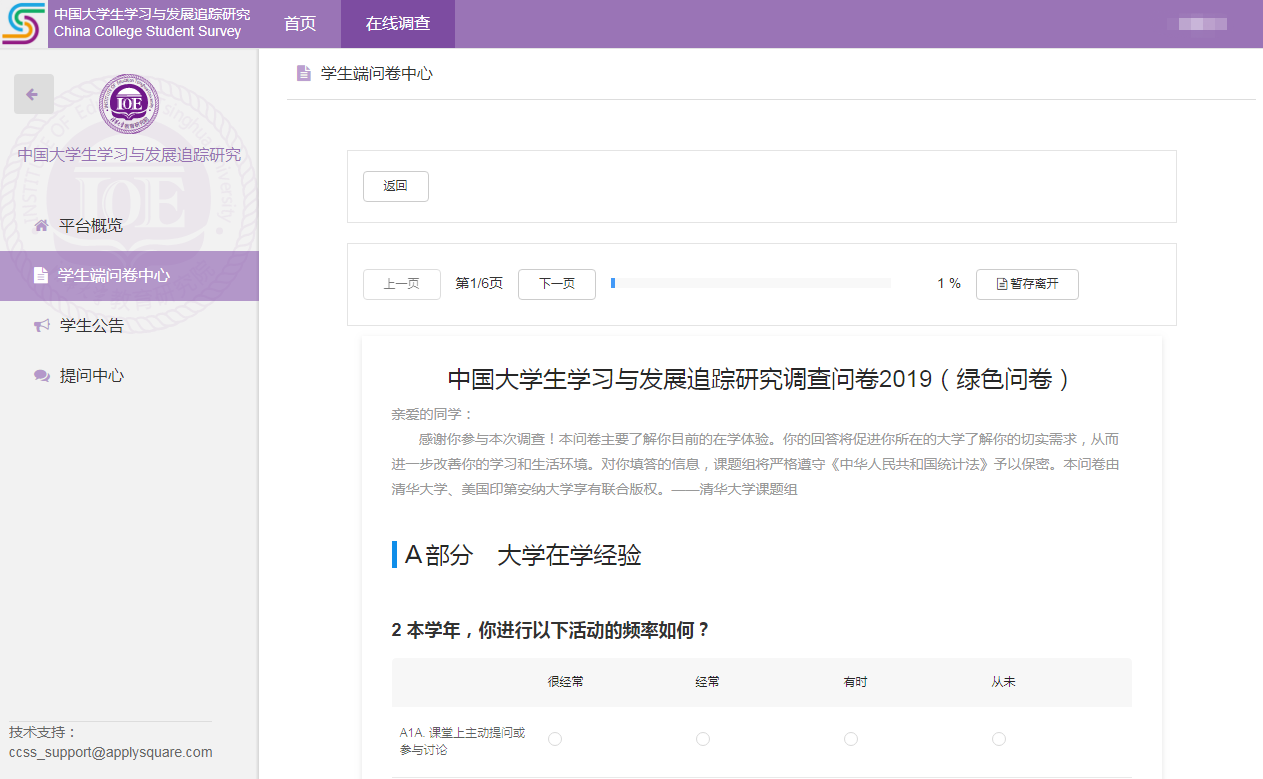 中国大学生学习与发展追踪研究
China College Student Survey
首页
在线调查
IOE
中国大学生学习与发展追踪研究
平台概览
学生端问卷中心
学生公告
提问中心
技术支持：
ccss_support@applysquare.com
学生端问卷中心
返回
上一页 第1/6页 下一页 1 % 暂存离开
中国大学生学习与发展追踪研究调查问卷2019（绿色问卷）
亲爱的同学：
感谢你参与本次调查！本问卷主要了解你目前的在学体验。你的回答将促进你所在的大学了解你的切实需求，从而
进一步改善你的学习和生活环境。对你填答的信息，课题组将严格遵守《中华人民共和国统计法》予以保密。本问卷由
清华大学、美国印第安纳大学享有联合版权。——清华大学课题组
A 部分 大学在学经验
2 本学年，你进行以下活动的频率如何？
很经常 经常 有时 从未
A1A. 课堂上主动提问或
参与讨论